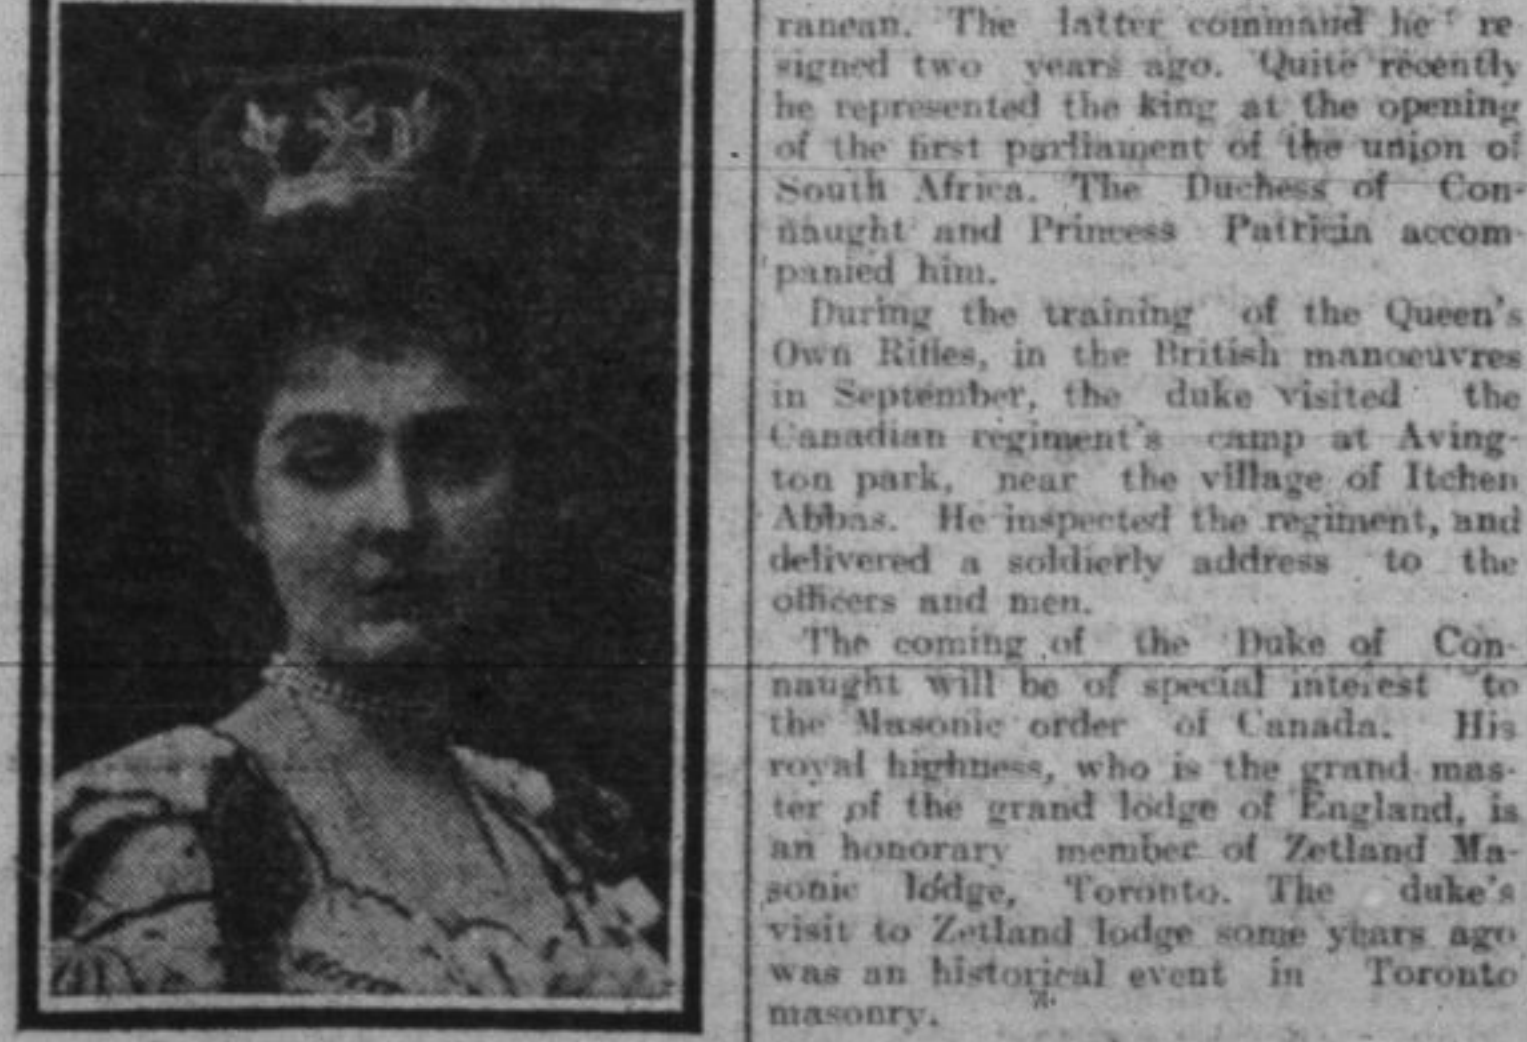 ranean. The latter command he re
signed two years ago. Quite recently
he represented the king at the opening
of the first parliament of the union of
South Africa. The Duchess of Con-
naught and Princess Patricia accom-
panied him.
During the training of the Queen's
Own Rifles, in the British manoeuvres
in September, the duke visited the
Canadian regiment's camp at Aving-
ton park, near the village of Itchen
Abbas. He inspected the regiment, and
delivered a soldierly address to the
officers and men.
The coming of the Duke of Con-
naught will be of special interest to
the Masonic order of Canada. His
royal highness, who is the grand mas-
ter of the grand lodge of England, is
an honorary member of Zetland Ma-
sonic lodge, Toronto. The duke's
visit to Zetland lodge some years ago
was an historical event in Toronto
masonry.